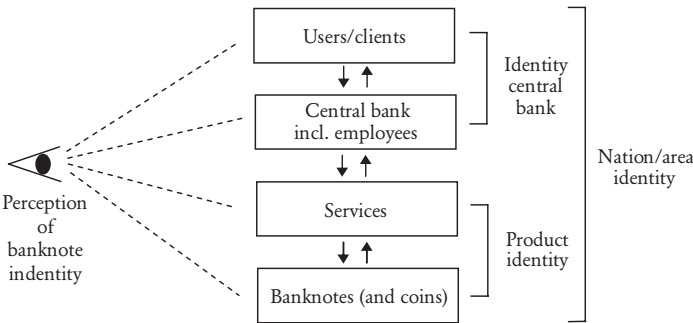 Users/clients
Central bank
incl. employees
Services
Banknotes (and coins)
Perception
of
banknote
indentity
Identity
central
bank
Product
identity
Nation/area
identity